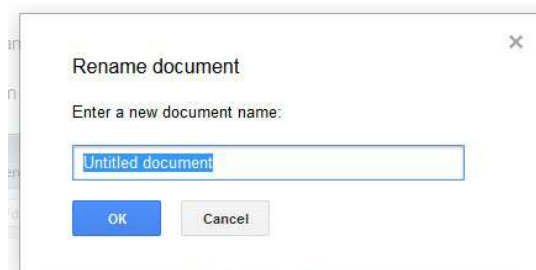 Rename document
Enter a new document name:
Untitled document
OK
Cancel